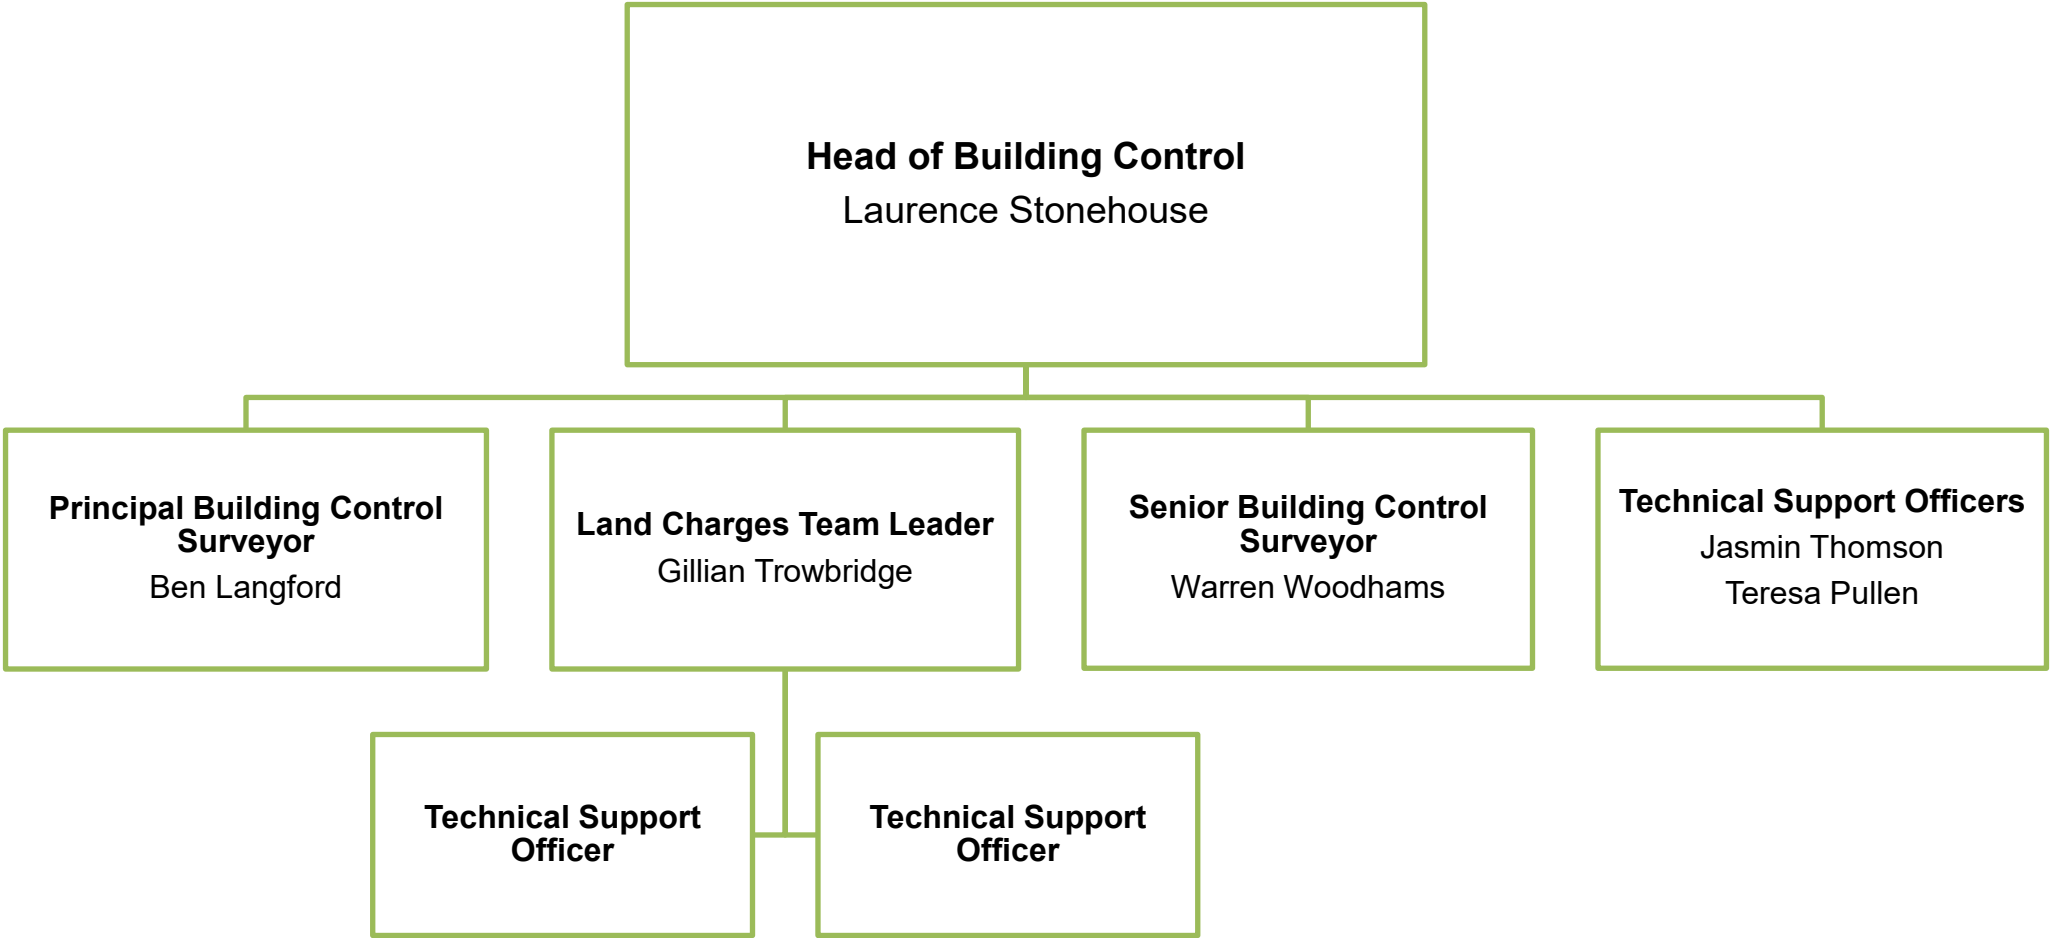 Head of Building Control
Laurence Stonehouse
Principal Building Control
Surveyor
Ben Langford
Land Charges Team Leader
Gillian Trowbridge
Senior Building Control
Surveyor
Warren Woodhams
Technical Support Officers
Jasmin Thomson
Teresa Pullen
Technical Support
Officer
Technical Support
Officer